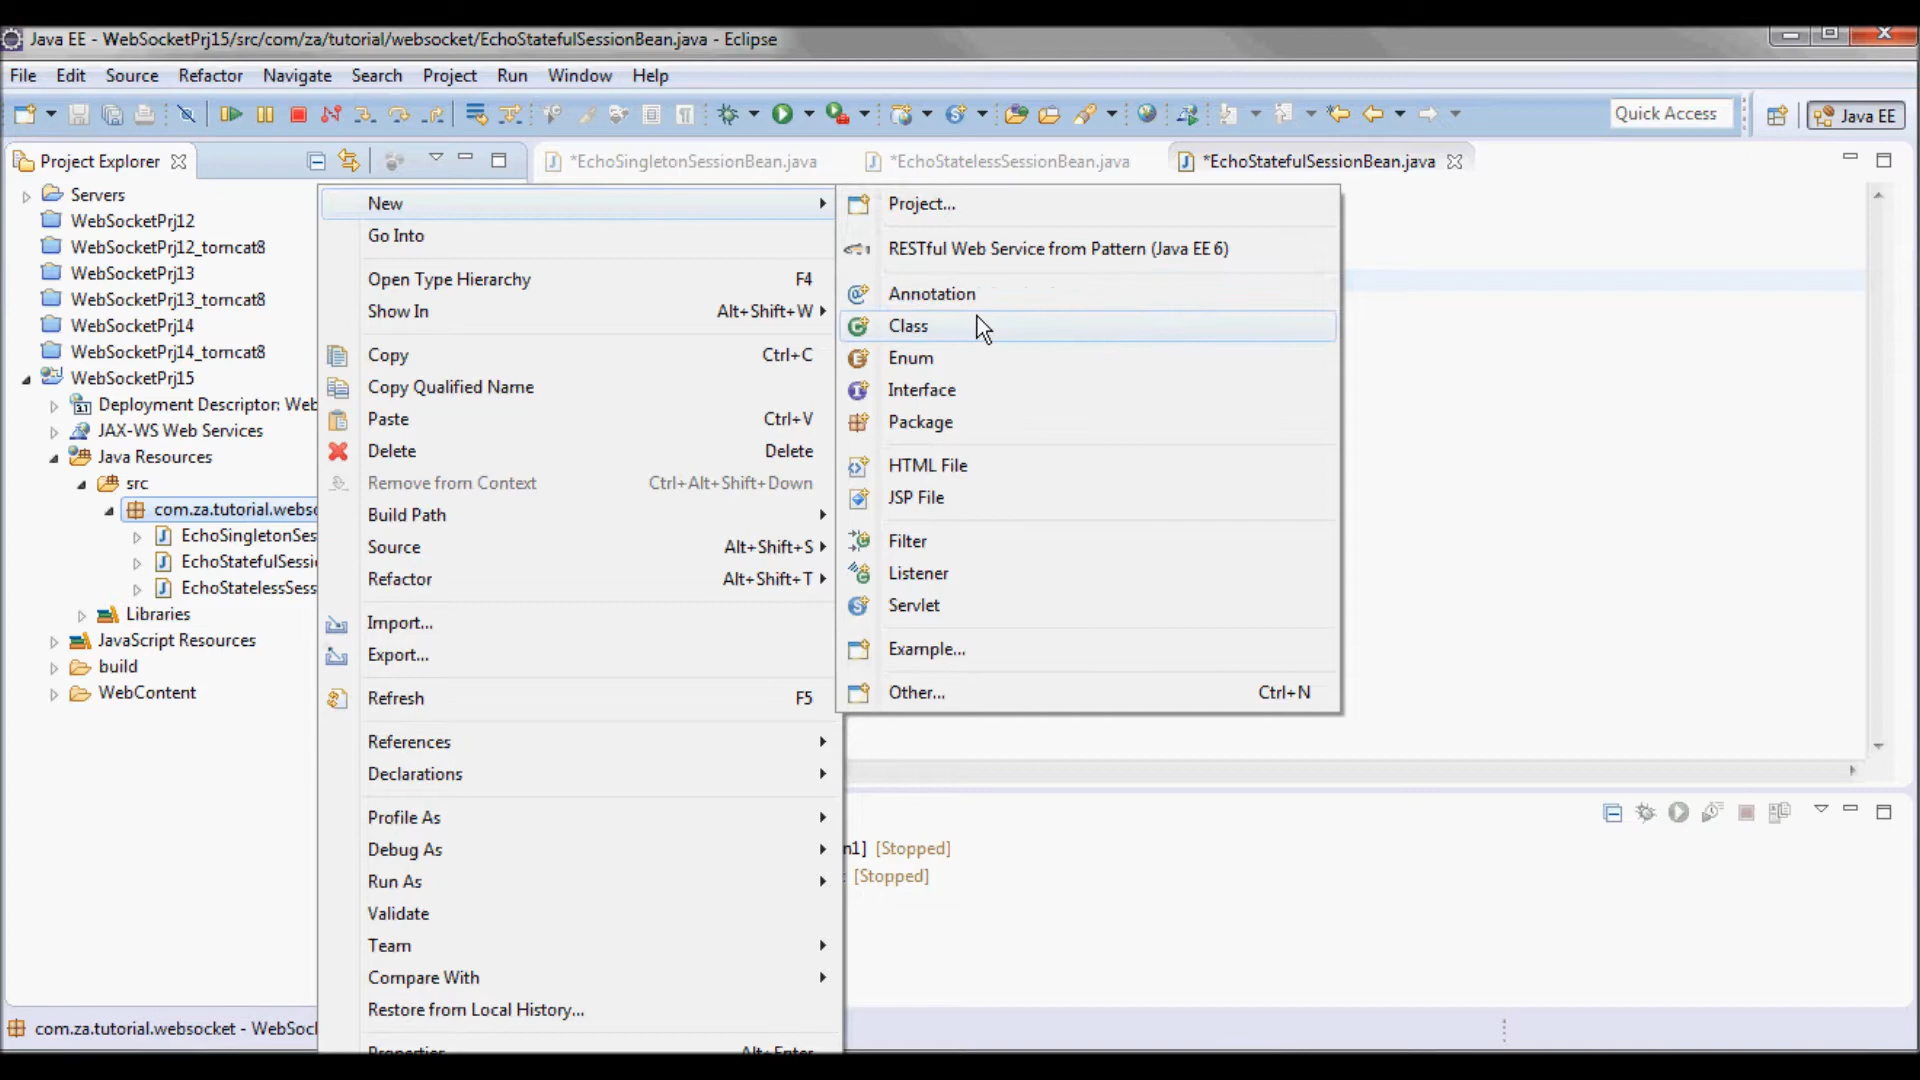 Java EE - WebSocketPrj15/src/com/za/tutorial/websocket/EchoStatefulSessionBean.java - Eclipse
File Edit Source Refactor Navigate Search Project Run Window Help
Quick Access
Java EE
Project Explorer
*EchoSingletonSessionBean.java
*EchoStatelessSessionBean.java
*EchoStatefulSessionBean.java
Servers
WebSocketPrj12
WebSocketPrj12_tomcat8
WebSocketPrj13
WebSocketPrj13_tomcat8
WebSocketPrj14
WebSocketPrj14_tomcat8
WebSocketPrj15
3.1 Deployment Descriptor: Web
JAX-WS Web Services
Java Resources
src
com.za.tutorial.webso
EchoSingletonSes
EchoStatefulSessi
EchoStatelessSess
Libraries
JavaScript Resources
build
WebContent
New
Go Into
Open Type Hierarchy F4
Show In Alt+Shift+W
Copy Ctrl+C
Copy Qualified Name
Paste Ctrl+V
Delete Delete
Remove from Context Ctrl+Alt+Shift+Down
Build Path
Source Alt+Shift+S
Refactor Alt+Shift+T
Import...
Export...
Refresh F5
References
Declarations
Profile As
Debug As
Run As
Validate
Team
Compare With
Restore from Local History...
Properties Alt+Enter
Project...
RESTful Web Service from Pattern (Java EE 6)
Annotation
Class
Enum
Interface
Package
HTML File
JSP File
Filter
Listener
Servlet
Example...
Other... Ctrl+N
n1] [Stopped]
[Stopped]
com.za.tutorial.websocket - WebSoc